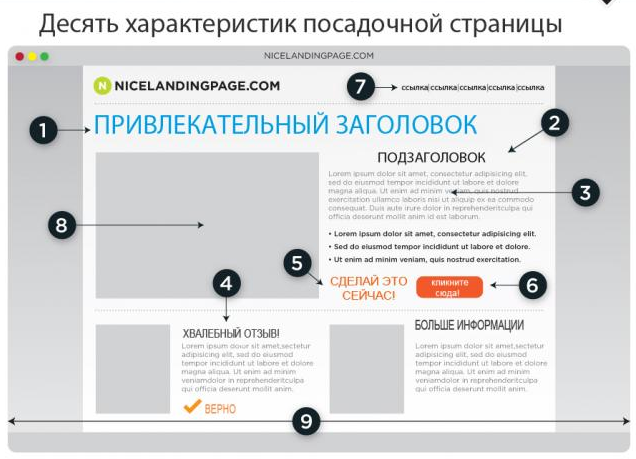 Десять характеристик посадочной страницы
NICELANDINGPAGE.COM
N NICELANDINGPAGE.COM
7
ссылка|ссылка|ссылка|ссылка|ссылка
1
ПРИВЛЕКАТЕЛЬНЫЙ ЗАГОЛОВОК
2
ПОДЗАГОЛОВОК
Lorem ipsum dolor sit amet, consectetur adipisicing elit,
sed do eiusmod tempor incididunt ut labore et dolore
magna aliqua. Ut enim ad minim veniam, quis nostrud
exercitation ullamco laboris nisi ut aliquip ex ea commodo
consequat. Duis aute irure dolor in reprehenderitculpa qui
officia deserunt mollit anim id est laborum.
3
8
• Lorem ipsum dolor sit amet, consectetur adipisicing elit.
• Sed do eiusmod tempor incididunt ut labore et dolore.
• Ut enim ad minim veniam, quis nostrud exercitation.
5
СДЕЛАЙ ЭТО
СЕЙЧАС!
кликните
сюда!
6
4
ХВАЛЕБНЫЙ ОТЗЫВ!
Lorem ipsum dolor sit amet,sectetur
adipisicing elit, sed do eiusmod
tempor incididunt ut labore et dolore
magna aliqua. Ut enim ad minim
veniamdolor in reprehenderitculpa
qui officia deserunt mollit anim.
ВЕРНО
БОЛЬШЕ ИНФОРМАЦИИ
Lorem ipsum dolor sit amet,sectetur
adipisicing elit, sed do eiusmod
tempor incididunt ut labore et dolore
magna aliqua. Ut enim ad minim
veniamdolor in reprehenderitculpa
qui officia deserunt mollit anim.
9